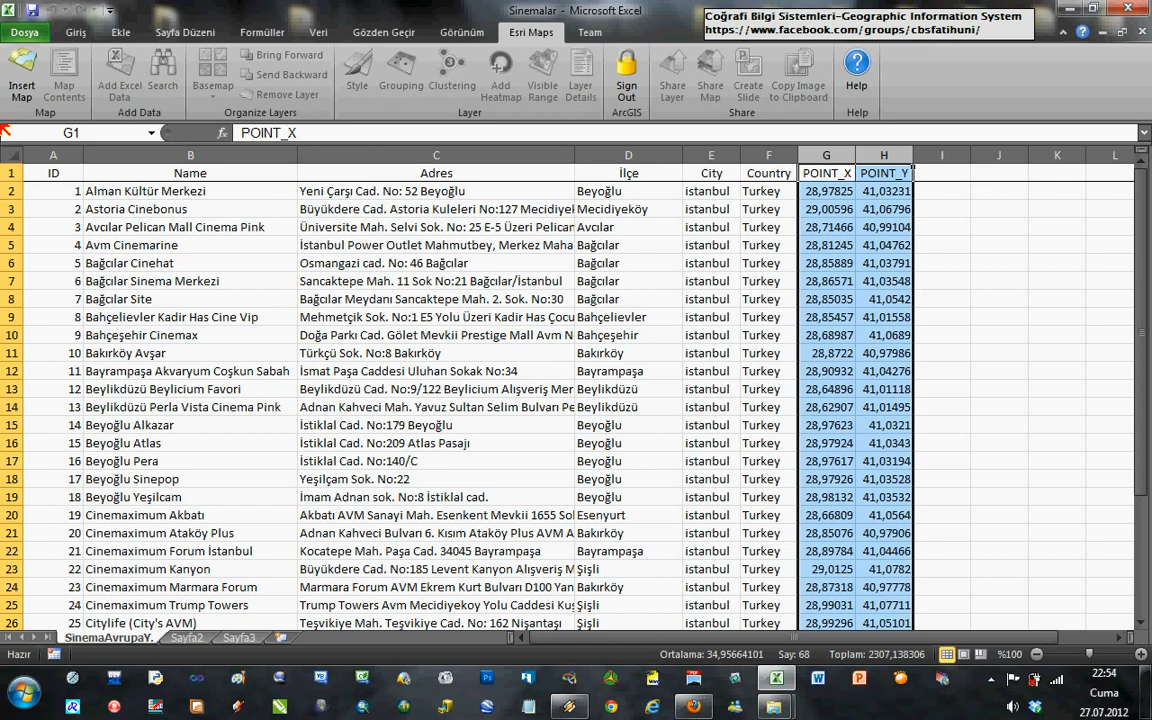 Sinemalar - Microsoft Excel
Coğrafi Bilgi Sistemleri-Geographic Information System
https://www.facebook.com/groups/cbsfatihuni/
Dosya Giriş Ekle Sayfa Düzeni Formüller Veri Gözden Geçir Görünüm Esri Maps Team
Insert Map
Map Contents
Map
Add Excel Data
Search
Add Data
Basemap
Bring Forward
Send Backward
Remove Layer
Organize Layers
Style
Grouping
Clustering
Add Heatmap
Visible Range
Layer Details
Layer
Sign Out
ArcGIS
Share Layer
Share Map
Create Slide
Copy Image to Clipboard
Share
Help
Help
G1 fx POINT_X
A B C D E F G H I J K L
1 ID Name Adres İlçe City Country POINT_X POINT_Y
2 1 Alman Kültür Merkezi Yeni Çarşı Cad. No: 52 Beyoğlu Beyoğlu istanbul Turkey 28,97825 41,03231
3 2 Astoria Cinebonus Büyükdere Cad. Astoria Kuleleri No:127 Mecidiyek Mecidiyeköy istanbul Turkey 29,00596 41,06796
4 3 Avcılar Pelican Mall Cinema Pink Üniversite Mah. Selvi Sok. No: 25 E-5 Üzeri Pelican Avcılar istanbul Turkey 28,71466 40,99104
5 4 Avm Cinemarine İstanbul Power Outlet Mahmutbey, Merkez Maha Bağcılar istanbul Turkey 28,81245 41,04762
6 5 Bağcılar Cinehat Osmangazi cad. No: 46 Bağcılar Bağcılar istanbul Turkey 28,85889 41,03791
7 6 Bağcılar Sinema Merkezi Sancaktepe Mah. 11 Sok No:21 Bağcılar/İstanbul Bağcılar istanbul Turkey 28,86571 41,03548
8 7 Bağcılar Site Bağcılar Meydanı Sancaktepe Mah. 2. Sok. No:30 Bağcılar istanbul Turkey 28,85035 41,0542
9 8 Bahçelievler Kadir Has Cine Vip Mehmetçik Sok. No:1 E5 Yolu Üzeri Kadir Has Çocu Bahçelievler istanbul Turkey 28,85457 41,01558
10 9 Bahçeşehir Cinemax Doğa Parkı Cad. Gölet Mevkii Prestige Mall Avm N Bahçeşehir istanbul Turkey 28,68987 41,0689
11 10 Bakırköy Avşar Türkçü Sok. No:8 Bakırköy Bakırköy istanbul Turkey 28,8722 40,97986
12 11 Bayrampaşa Akvaryum Coşkun Sabah İsmat Paşa Caddesi Uluhan Sokak No:34 Bayrampaşa istanbul Turkey 28,90932 41,04276
13 12 Beylikdüzü Beylicium Favori Beylikdüzü Cad. No:9/122 Beylicium Alışveriş Mer Beylikdüzü istanbul Turkey 28,64896 41,01118
14 13 Beylikdüzü Perla Vista Cinema Pink Adnan Kahveci Mah. Yavuz Sultan Selim Bulvarı Pe Beylikdüzü istanbul Turkey 28,62907 41,01495
15 14 Beyoğlu Alkazar İstiklal Cad. No:179 Beyoğlu Beyoğlu istanbul Turkey 28,97623 41,0321
16 15 Beyoğlu Atlas İstiklal Cad. No:209 Atlas Pasajı Beyoğlu istanbul Turkey 28,97924 41,0343
17 16 Beyoğlu Pera İstiklal Cad. No:140/C Beyoğlu istanbul Turkey 28,97617 41,03194
18 17 Beyoğlu Sinepop Yeşilçam Sok. No:22 Beyoğlu istanbul Turkey 28,97926 41,03528
19 18 Beyoğlu Yeşilcam İmam Adnan sok. No:8 İstiklal cad. Beyoğlu istanbul Turkey 28,98132 41,03532
20 19 Cinemaximum Akbatı Akbatı AVM Sanayi Mah. Esenkent Mevkii 1655 Sol Esenyurt istanbul Turkey 28,66809 41,0564
21 20 Cinemaximum Ataköy Plus Adnan Kahveci Bulvarı 6. Kısım Ataköy Plus AVM A Bakırköy istanbul Turkey 28,85076 40,97906
22 21 Cinemaximum Forum İstanbul Kocatepe Mah. Paşa Cad. 34045 Bayrampaşa Bayrampaşa istanbul Turkey 28,89784 41,04466
23 22 Cinemaximum Kanyon Büyükdere Cad. No:185 Levent Kanyon Alışveriş M Şişli istanbul Turkey 29,0125 41,0782
24 23 Cinemaximum Marmara Forum Marmara Forum AVM Ekrem Kurt Bulvarı D100 Yan Bakırköy istanbul Turkey 28,87318 40,97778
25 24 Cinemaximum Trump Towers Trump Towers Avm Mecidiyekoy Yolu Caddesi Kuş Şişli istanbul Turkey 28,99031 41,07711
26 25 Citylife (City's AVM) Teşvikiye Mah. Teşvikiye Cad. No: 162 Nişantaşı Şişli istanbul Turkey 28,99296 41,05101
SinemaAvrupaY. Sayfa2 Sayfa3
Hazır Ortalama: 34,95664101 Say: 68 Toplam: 2307,138306 %100
22:54
Cuma
27.07.2012